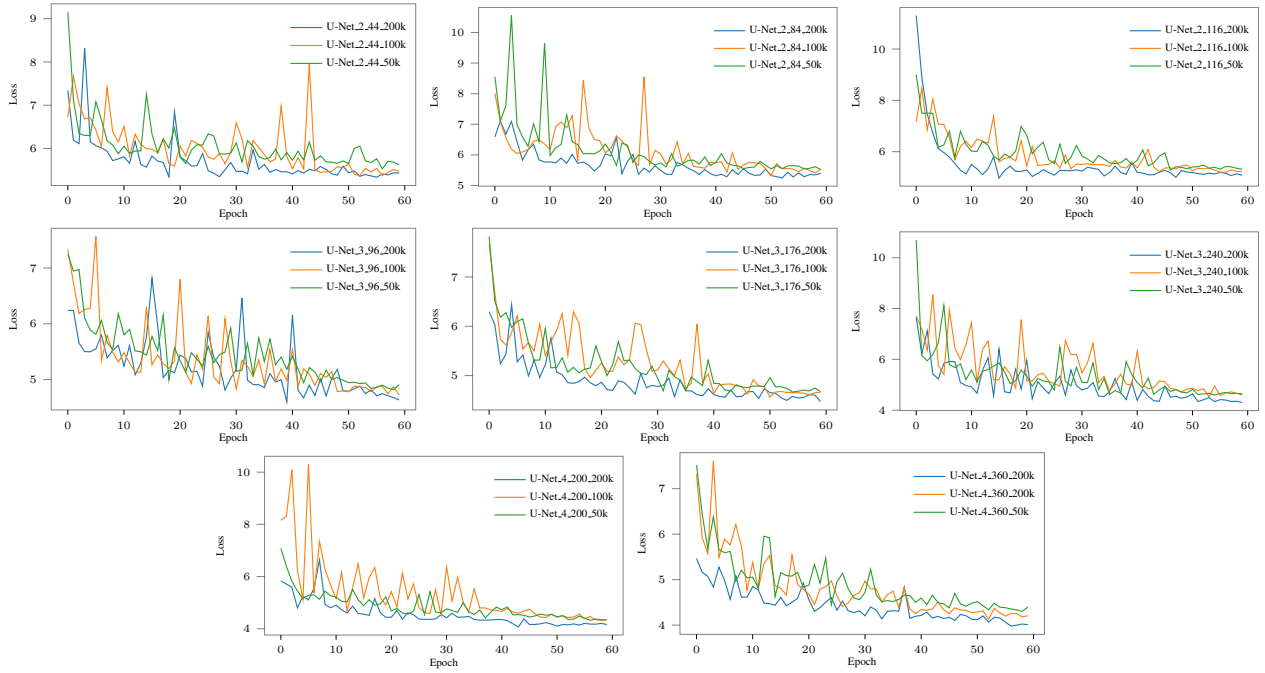 U-Net_2_44_200k
U-Net_2_44_100k
U-Net_2_44_50k
9
8
7
6
Loss
0
10
20
30
40
50
60
Epoch
U-Net_2_84_200k
U-Net_2_84_100k
U-Net_2_84_50k
10
9
8
7
6
5
Loss
0
10
20
30
40
50
60
Epoch
U-Net_2_116_200k
U-Net_2_116_100k
U-Net_2_116_50k
10
8
6
Loss
0
10
20
30
40
50
60
Epoch
U-Net_3_96_200k
U-Net_3_96_100k
U-Net_3_96_50k
7
6
5
Loss
0
10
20
30
40
50
60
Epoch
U-Net_3_176_200k
U-Net_3_176_100k
U-Net_3_176_50k
7
6
5
Loss
0
10
20
30
40
50
60
Epoch
U-Net_3_240_200k
U-Net_3_240_100k
U-Net_3_240_50k
10
8
6
4
Loss
0
10
20
30
40
50
60
Epoch
U-Net_4_200_200k
U-Net_4_200_100k
U-Net_4_200_50k
10
8
6
4
Loss
0
10
20
30
40
50
60
Epoch
U-Net_4_360_200k
U-Net_4_360_200k
U-Net_4_360_50k
7
6
5
4
Loss
0
10
20
30
40
50
60
Epoch